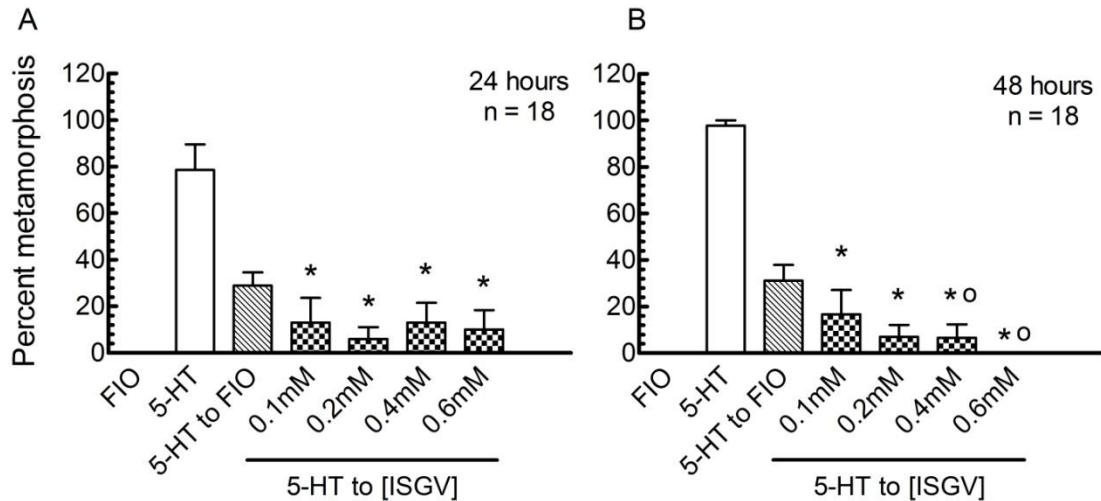 A
Percent metamorphosis
120
100
80
60
40
20
0
24 hours
n = 18
*
*
*
*
FIO
5-HT
5-HT to FIO
0.1mM
0.2mM
0.4mM
0.6mM
5-HT to [ISGV]
B
120
100
80
60
40
20
0
48 hours
n = 18
*
*
* o
* o
FIO
5-HT
5-HT to FIO
0.1mM
0.2mM
0.4mM
0.6mM
5-HT to [ISGV]